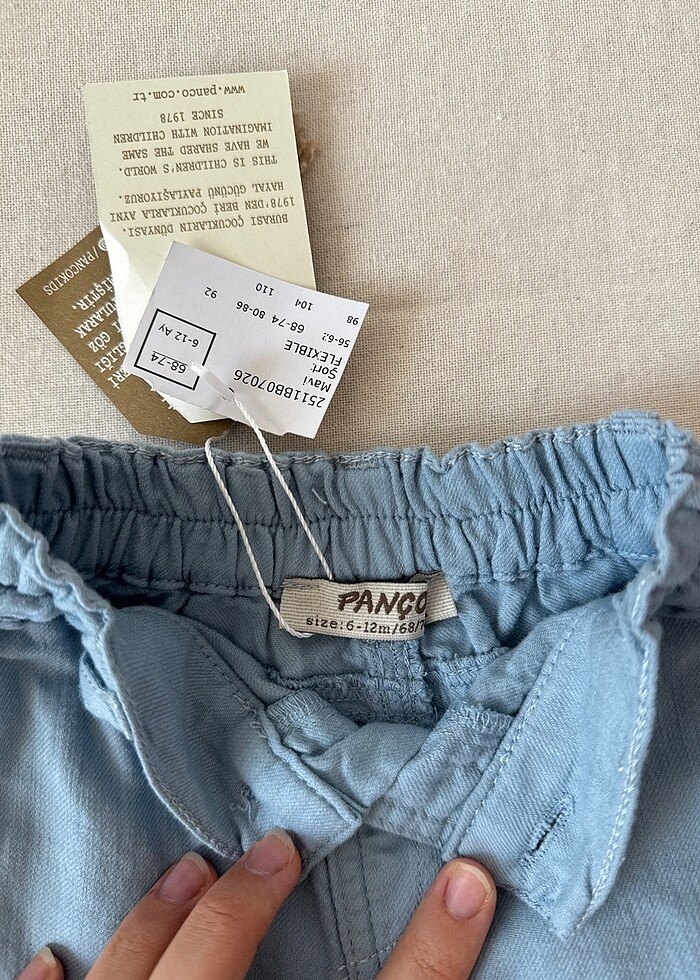 BURASI ÇOCUKLARIN DÜNYASI.
1978'DEN BERİ ÇOCUKLARLA AYNI
HAYAL GÜCÜNÜ PAYLAŞIYORUZ.
THIS IS CHILDREN'S WORLD.
WE HAVE SHARED THE SAME
IMAGINATION WITH CHILDREN
SINCE 1978
www.panco.com.tr
/PANCOKIDS
2511BB07026
Mavi
Şort
FLEXIBLE
56-62 68-74 80-86
98 104 110 92
68-74
6-12 Ay
PANÇO
size:6-12m/68/7